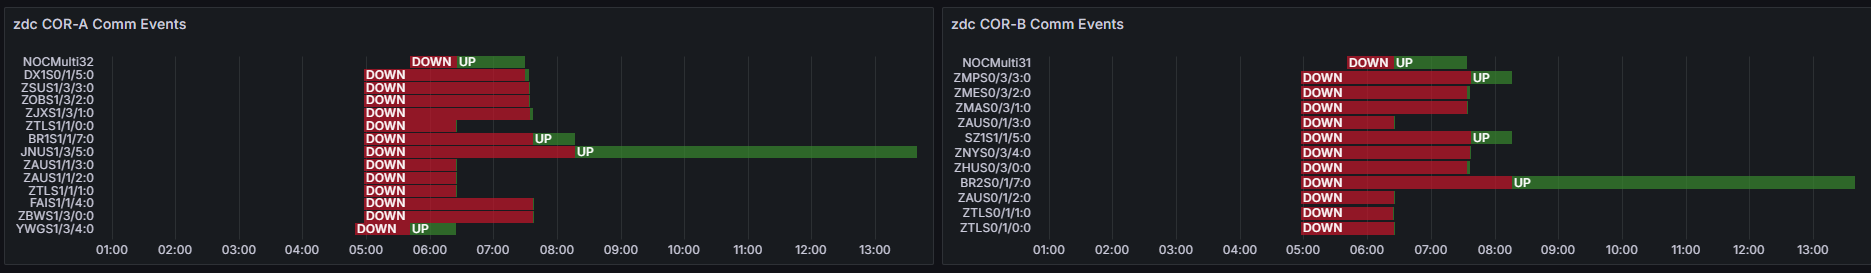 zdc COR-A Comm Events
NOCMulti32 DOWN UP
DX1S0/1/5:0 DOWN
ZSUS1/3/3:0 DOWN
ZOBS1/3/2:0 DOWN
ZJXS1/3/1:0 DOWN
ZTLS1/1/0:0 DOWN
BR1S1/1/7:0 DOWN UP
JNUS1/3/5:0 DOWN UP
ZAUS1/1/3:0 DOWN
ZAUS1/1/2:0 DOWN
ZTLS1/1/1:0 DOWN
FAIS1/1/4:0 DOWN
ZBWS1/3/0:0 DOWN
YWGS1/3/4:0 DOWN UP
01:00 02:00 03:00 04:00 05:00 06:00 07:00 08:00 09:00 10:00 11:00 12:00 13:00
zdc COR-B Comm Events
NOCMulti31 DOWN UP
ZMPS0/3/3:0 DOWN UP
ZMES0/3/2:0 DOWN
ZMAS0/3/1:0 DOWN
ZAUS0/1/3:0 DOWN
SZ1S1/1/5:0 DOWN UP
ZNYS0/3/4:0 DOWN
ZHUS0/3/0:0 DOWN
BR2S0/1/7:0 DOWN UP
ZAUS0/1/2:0 DOWN
ZTLS0/1/1:0 DOWN
ZTLS0/1/0:0 DOWN
01:00 02:00 03:00 04:00 05:00 06:00 07:00 08:00 09:00 10:00 11:00 12:00 13:00